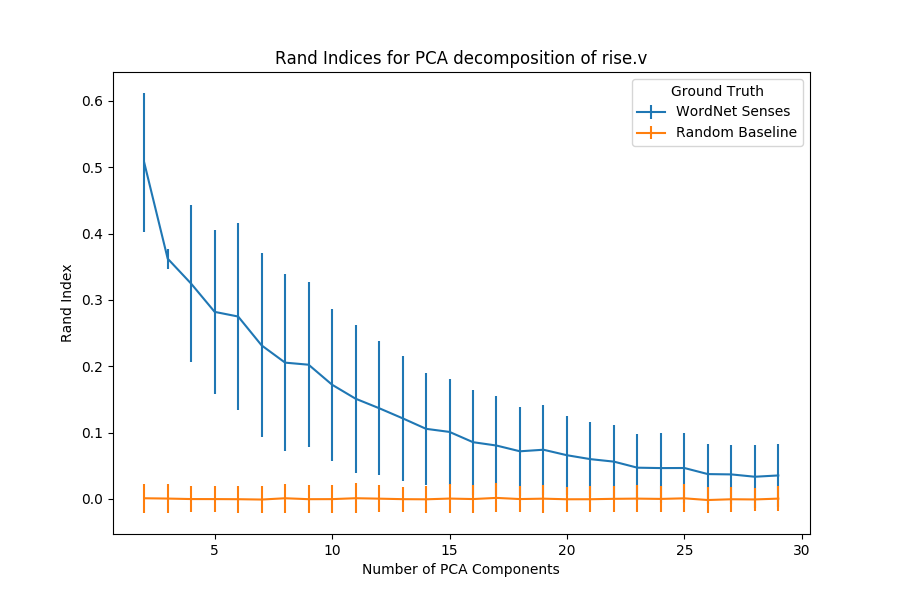 Rand Indices for PCA decomposition of rise.v
Ground Truth
WordNet Senses
Random Baseline
0.6
0.5
0.4
0.3
0.2
0.1
0.0
Rand Index
5
10
15
20
25
30
Number of PCA Components